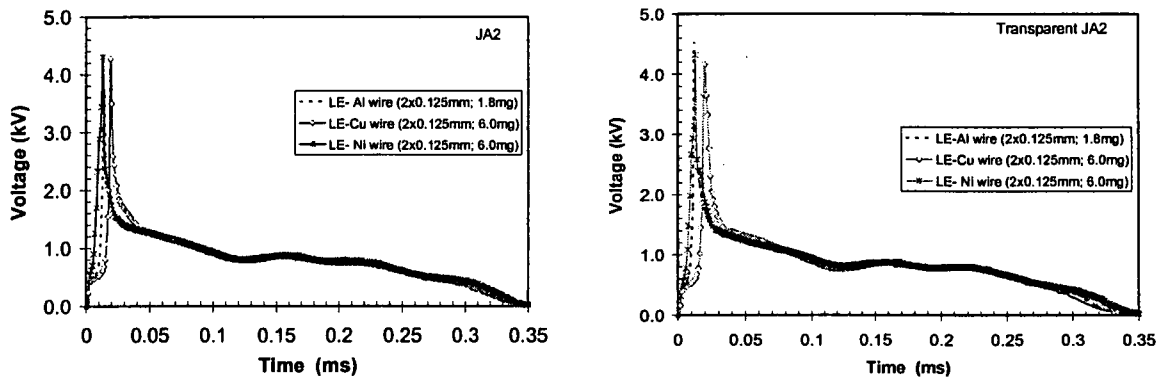 5.0
4.0
3.0
2.0
1.0
0.0
Voltage (kV)
JA2
LE- Al wire (2x0.125mm; 1.8mg)
LE-Cu wire (2x0.125mm; 6.0mg)
LE- Ni wire (2x0.125mm; 6.0mg)
0 0.05 0.1 0.15 0.2 0.25 0.3 0.35
Time (ms)
5.0
4.0
3.0
2.0
1.0
0.0
Voltage (kV)
Transparent JA2
LE-Al wire (2x0.125mm; 1.8mg)
LE-Cu wire (2x0.125mm; 6.0mg)
LE- Ni wire (2x0.125mm; 6.0mg)
0 0.05 0.1 0.15 0.2 0.25 0.3 0.35
Time (ms)